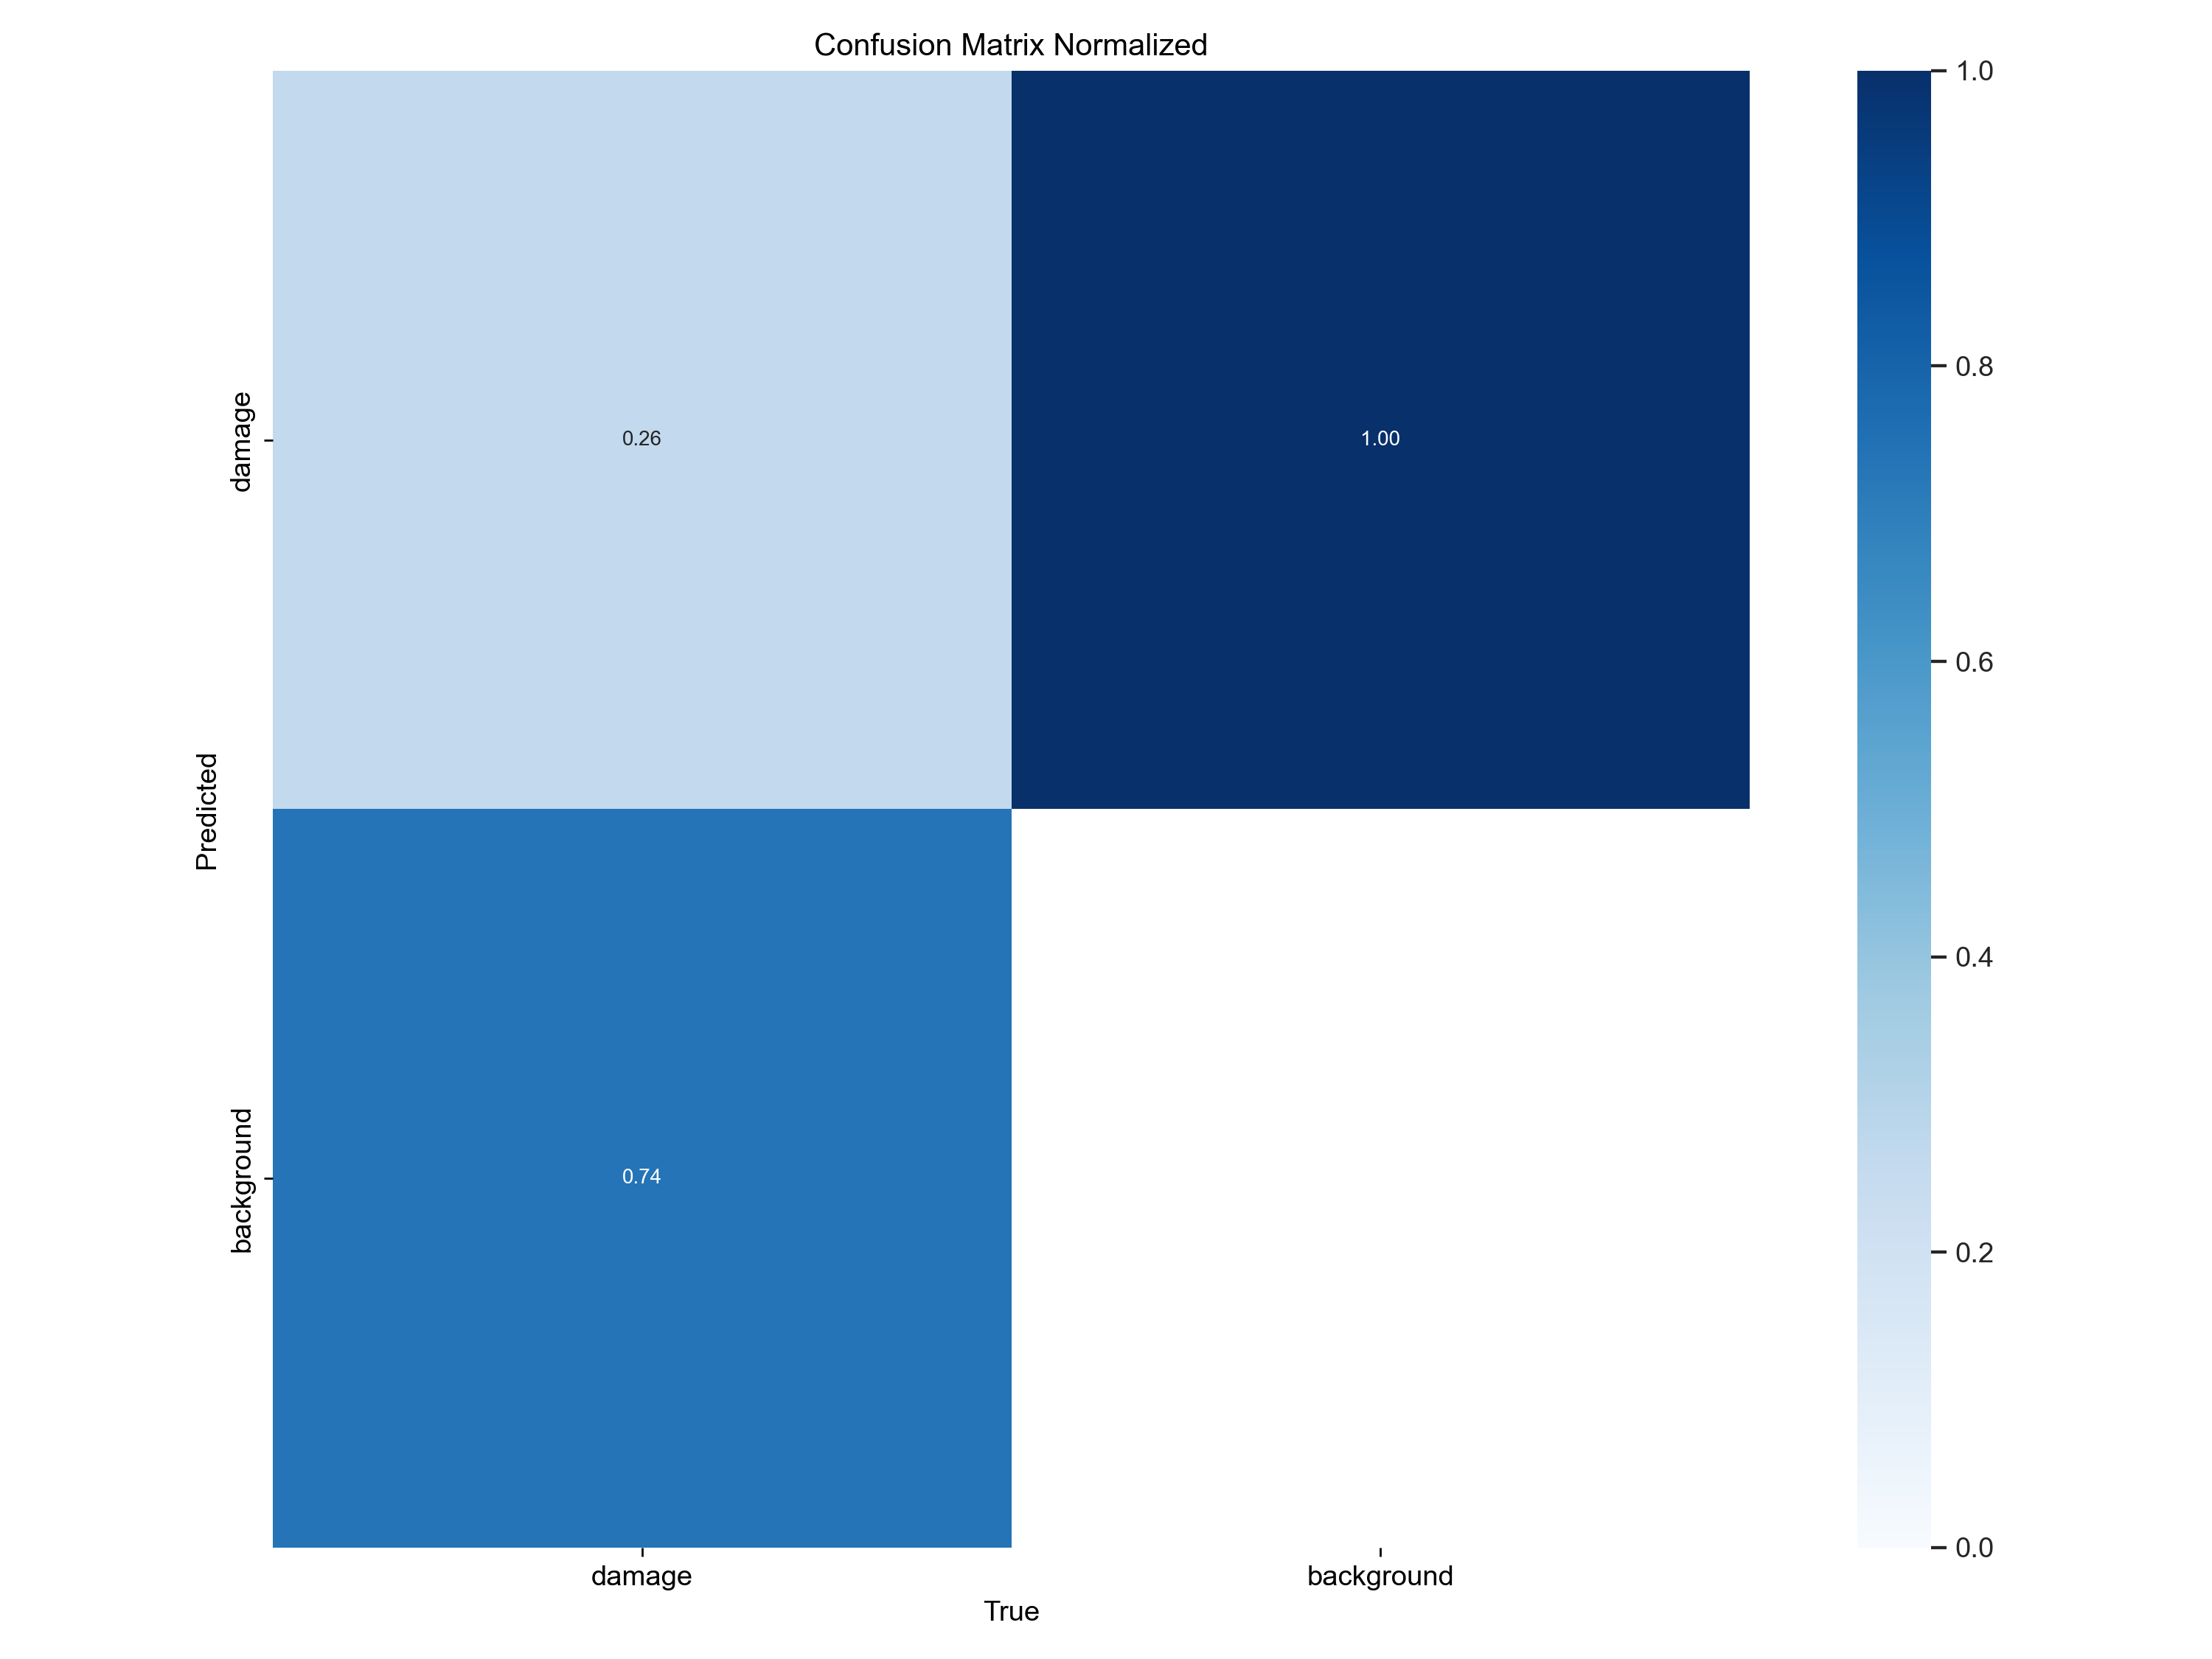 Confusion Matrix Normalized
damage
background
Predicted
0.26
1.00
0.74
damage
background
True
1.0
0.8
0.6
0.4
0.2
0.0